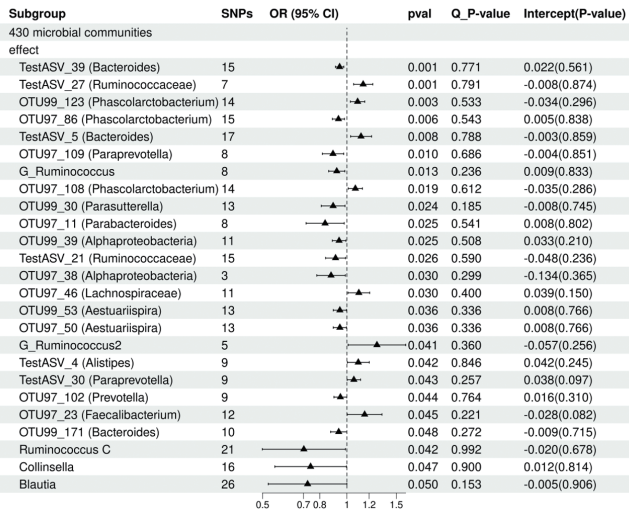 Subgroup SNPs OR (95% CI) pval Q_P-value Intercept(P-value)
430 microbial communities
effect
TestASV_39 (Bacteroides) 15 0.001 0.771 0.022(0.561)
TestASV_27 (Ruminococcaceae) 7 0.001 0.791 -0.008(0.874)
OTU99_123 (Phascolarctobacterium) 14 0.003 0.533 -0.034(0.296)
OTU97_86 (Phascolarctobacterium) 15 0.006 0.543 0.005(0.838)
TestASV_5 (Bacteroides) 17 0.008 0.788 -0.003(0.859)
OTU97_109 (Paraprevotella) 8 0.010 0.686 -0.004(0.851)
G_Ruminococcus 8 0.013 0.236 0.009(0.833)
OTU97_108 (Phascolarctobacterium) 14 0.019 0.612 -0.035(0.286)
OTU99_30 (Parasutterella) 13 0.024 0.185 -0.008(0.745)
OTU97_11 (Parabacteroides) 8 0.025 0.541 0.008(0.802)
OTU99_39 (Alphaproteobacteria) 11 0.025 0.508 0.033(0.210)
TestASV_21 (Ruminococcaceae) 15 0.026 0.590 -0.048(0.236)
OTU97_38 (Alphaproteobacteria) 3 0.030 0.299 -0.134(0.365)
OTU97_46 (Lachnospiraceae) 11 0.030 0.400 0.039(0.150)
OTU99_53 (Aestuariispira) 13 0.036 0.336 0.008(0.766)
OTU97_50 (Aestuariispira) 13 0.036 0.336 0.008(0.766)
G_Ruminococcus2 5 0.041 0.360 -0.057(0.256)
TestASV_4 (Alistipes) 9 0.042 0.846 0.042(0.245)
TestASV_30 (Paraprevotella) 9 0.043 0.257 0.038(0.097)
OTU97_102 (Prevotella) 9 0.044 0.764 0.016(0.310)
OTU97_23 (Faecalibacterium) 12 0.045 0.221 -0.028(0.082)
OTU99_171 (Bacteroides) 10 0.048 0.272 -0.009(0.715)
Ruminococcus C 21 0.042 0.992 -0.020(0.678)
Collinsella 16 0.047 0.900 0.012(0.814)
Blautia 26 0.050 0.153 -0.005(0.906)
0.5 0.7 0.8 1 1.2 1.5